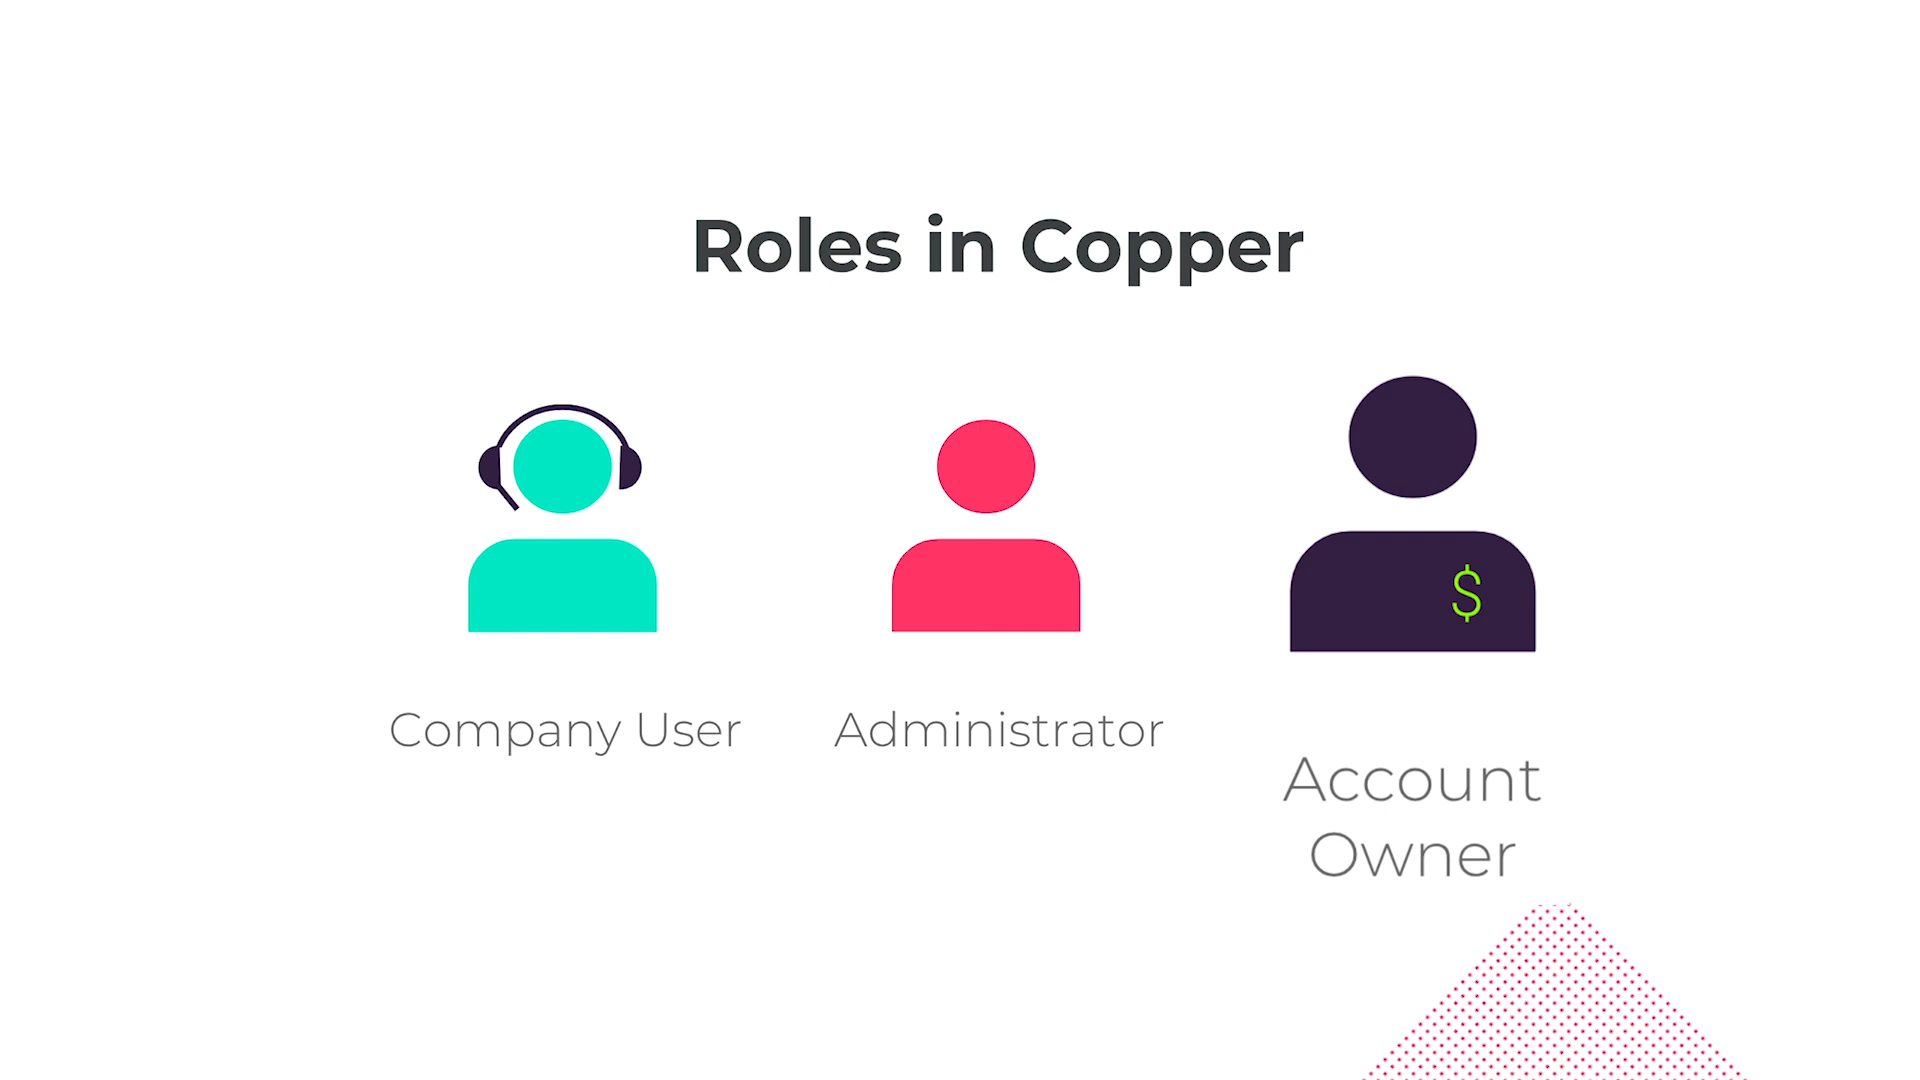 Roles in Copper
$
Company User
Administrator
Account
Owner